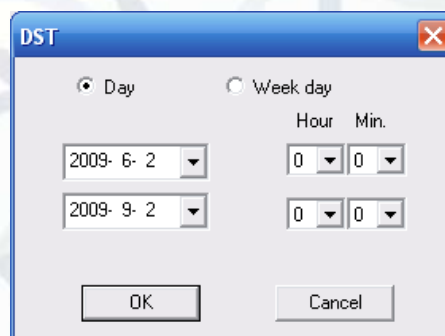 DST
Day Week day
Hour Min.
2009- 6- 2 0 0
2009- 9- 2 0 0
OK Cancel